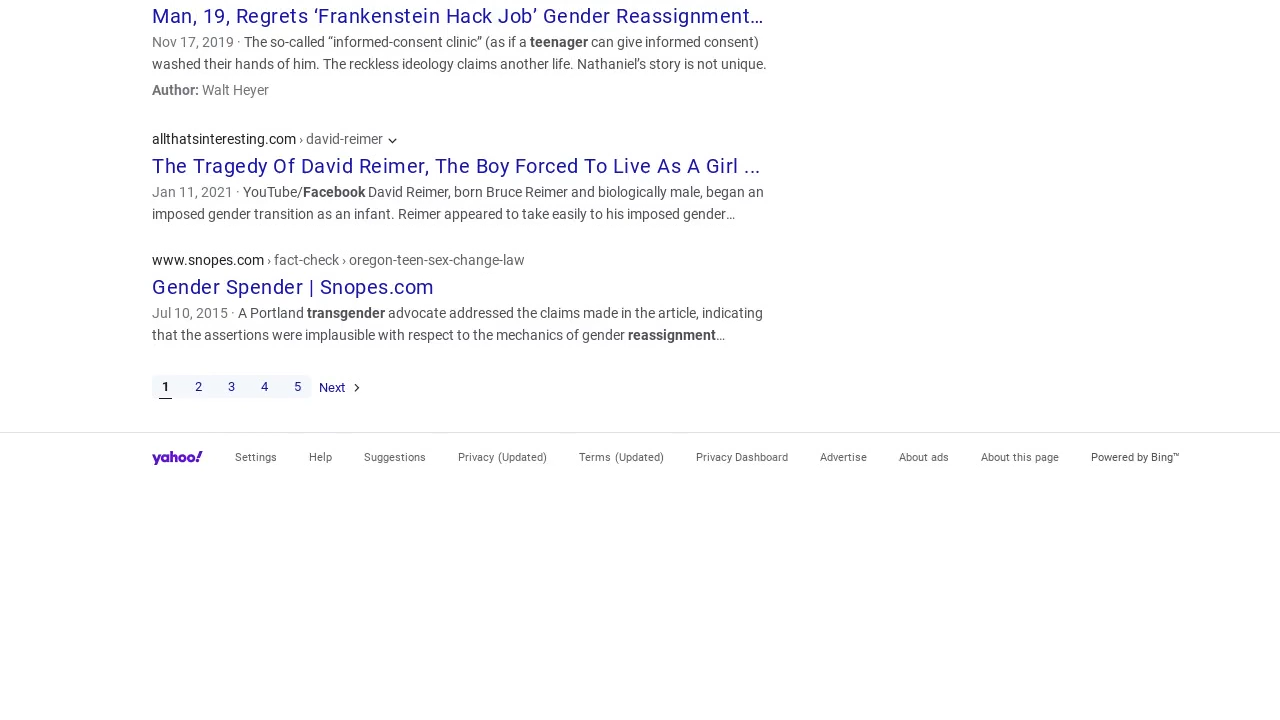 Man, 19, Regrets ‘Frankenstein Hack Job’ Gender Reassignment…
Nov 17, 2019 · The so-called “informed-consent clinic” (as if a teenager can give informed consent)
washed their hands of him. The reckless ideology claims another life. Nathaniel’s story is not unique.
Author: Walt Heyer
allthatsinteresting.com › david-reimer
The Tragedy Of David Reimer, The Boy Forced To Live As A Girl ...
Jan 11, 2021 · YouTube/Facebook David Reimer, born Bruce Reimer and biologically male, began an
imposed gender transition as an infant. Reimer appeared to take easily to his imposed gender…
www.snopes.com › fact-check › oregon-teen-sex-change-law
Gender Spender | Snopes.com
Jul 10, 2015 · A Portland transgender advocate addressed the claims made in the article, indicating
that the assertions were implausible with respect to the mechanics of gender reassignment…
1 2 3 4 5 Next
yahoo! Settings Help Suggestions Privacy (Updated) Terms (Updated) Privacy Dashboard Advertise About ads About this page Powered by Bing™